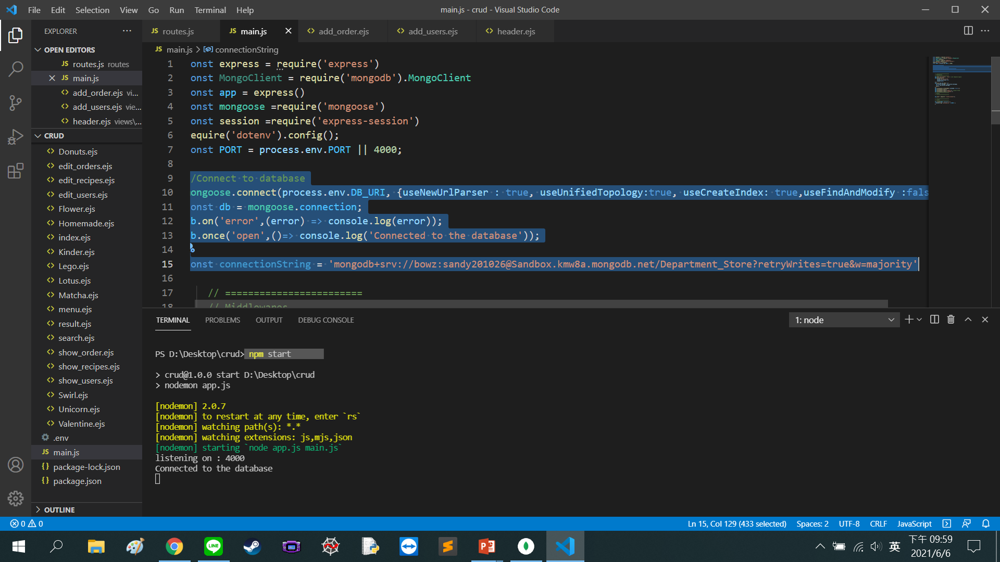 File Edit Selection View Go Run Terminal Help
main.js - crud - Visual Studio Code
EXPLORER
OPEN EDITORS
JS routes.js routes
JS main.js
add_order.ejs vi...
add_users.ejs vie...
header.ejs views\...
CRUD
Donuts.ejs
edit_orders.ejs
edit_recipes.ejs
edit_users.ejs
Flower.ejs
Homemade.ejs
index.ejs
Kinder.ejs
Lego.ejs
Lotus.ejs
Matcha.ejs
menu.ejs
result.ejs
search.ejs
show_order.ejs
show_recipes.ejs
show_users.ejs
Swirl.ejs
Unicorn.ejs
Valentine.ejs
.env
JS main.js
{} package-lock.json
{} package.json
OUTLINE
JS routes.js JS main.js <> add_order.ejs <> add_users.ejs <> header.ejs
JS main.js > connectionString
1 onst express = require('express')
2 onst MongoClient = require('mongodb').MongoClient
3 onst app = express()
4 onst mongoose =require('mongoose')
5 onst session =require('express-session')
6 equire('dotenv').config();
7 onst PORT = process.env.PORT || 4000;
8
9 /Connect to database
10 ongoose.connect(process.env.DB_URI, {useNewUrlParser : true, useUnifiedTopology:true, useCreateIndex: true,useFindAndModify :fals
11 onst db = mongoose.connection;
12 b.on('error',(error) => console.log(error));
13 b.once('open',()=> console.log('Connected to the database'));
14
15 onst connectionString = 'mongodb+srv://bowz:sandy201026@Sandbox.kmw8a.mongodb.net/Department_Store?retryWrites=true&w=majority'
16
17 // ========================
18 // Middlewares
TERMINAL PROBLEMS OUTPUT DEBUG CONSOLE
1: node
PS D:\Desktop\crud> npm start
> crud@1.0.0 start D:\Desktop\crud
> nodemon app.js
[nodemon] 2.0.7
[nodemon] to restart at any time, enter `rs`
[nodemon] watching path(s): *.*
[nodemon] watching extensions: js,mjs,json
[nodemon] starting `node app.js main.js`
listening on : 4000
Connected to the database
0 0
Ln 15, Col 129 (433 selected) Spaces: 2 UTF-8 CRLF JavaScript
LINE
英
下午 09:59
2021/6/6